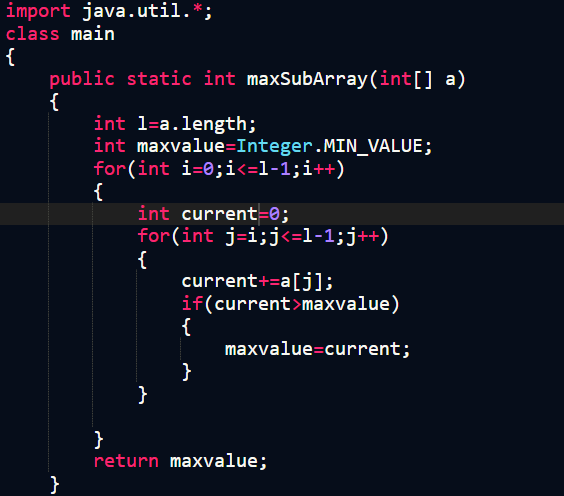 import java.util.*;
class main
{
    public static int maxSubArray(int[] a)
    {
        int l=a.length;
        int maxvalue=Integer.MIN_VALUE;
        for(int i=0;i<=l-1;i++)
        {
            int current=0;
            for(int j=i;j<=l-1;j++)
            {
                current+=a[j];
                if(current>maxvalue)
                {
                    maxvalue=current;
                }
            }

        }
        return maxvalue;
    }